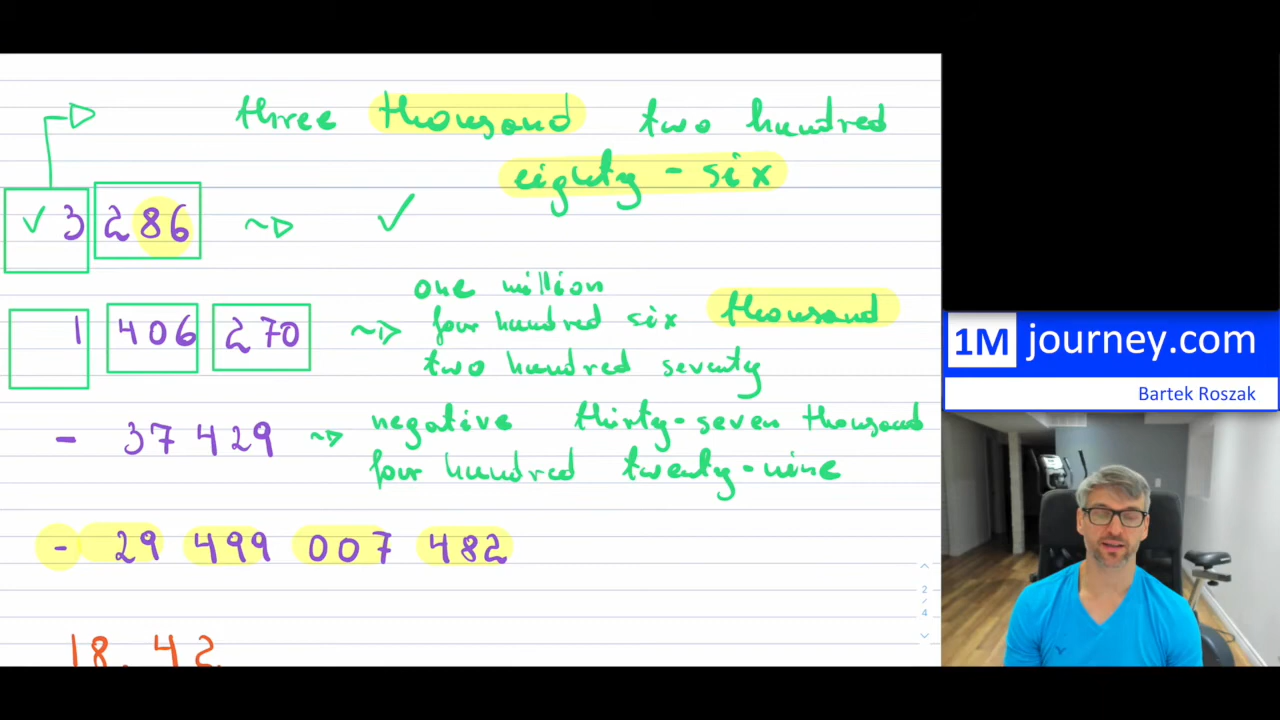 three thousand two hundred
eighty-six
✓ 3 286 ~▷ ✓
one million
1 406 270 ~▷ four hundred six thousand
two hundred seventy
- 37 429 ~▷ negative thirty-seven thousand
four hundred twenty-nine
- 29 499 007 482
18.42
2
/
4
1M journey.com
Bartek Roszak